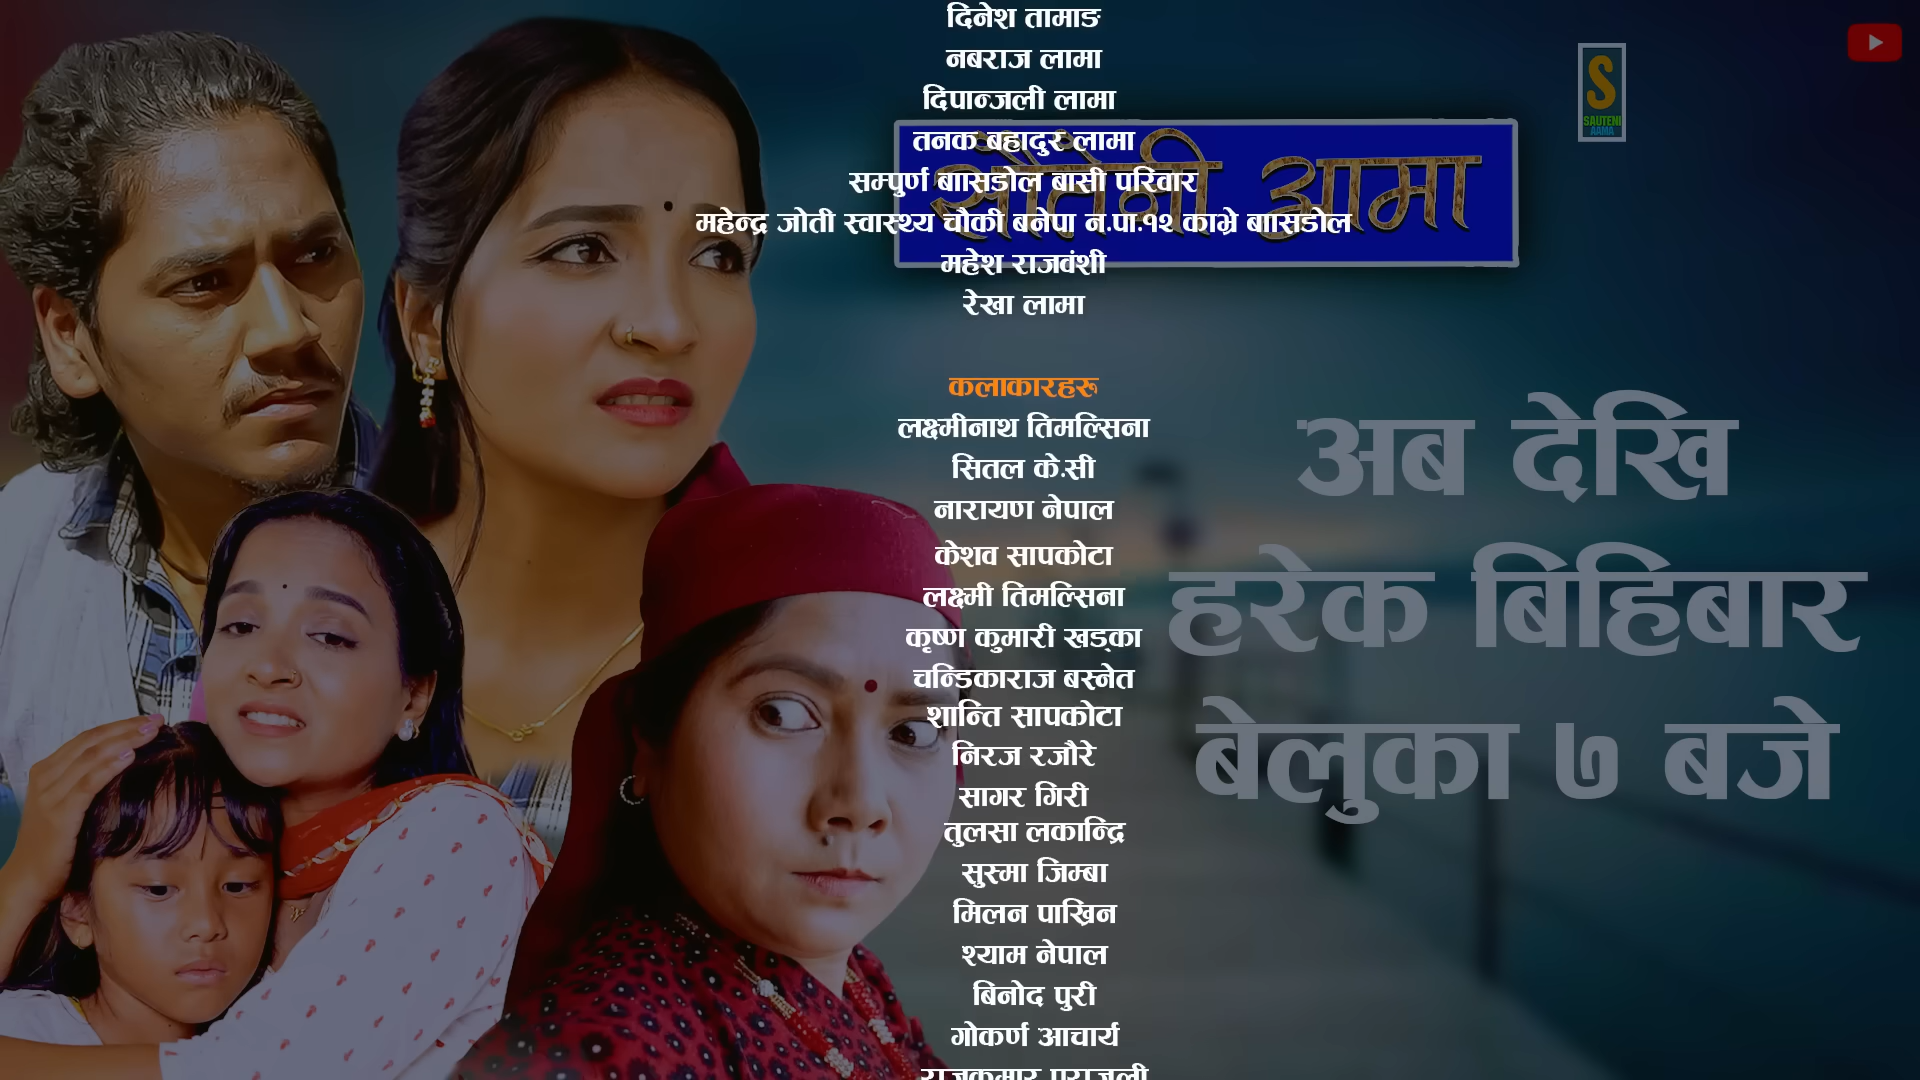 दिनेश तामाङ
नबराज लामा
दिपान्जली लामा
तनक बहादुर लामा
सौतेनी आमा
सम्पुर्ण बाासडोल बासी परिवार
महेन्द्र जोती स्वास्थ्य चौकी बनेपा न.पा.१२ काभ्रे बाासडोल
महेश राजवंशी
रेखा लामा
कलाकारहरू
लक्ष्मीनाथ तिमल्सिना
सितल के.सी
नारायण नेपाल
केशव सापकोटा
लक्ष्मी तिमल्सिना
कृष्ण कुमारी खड्का
चन्डिकाराज बस्नेत
शान्ति सापकोटा
निरज रजौरे
सागर गिरी
तुलसा लकान्द्रि
सुस्मा जिम्बा
मिलन पाख्रिन
श्याम नेपाल
बिनोद पुरी
गोकर्ण आचार्य
राजकुमार
S
SAUTENI
AAMA
अब देखि
हरेक बिहिबार
बेलुका ७ बजे